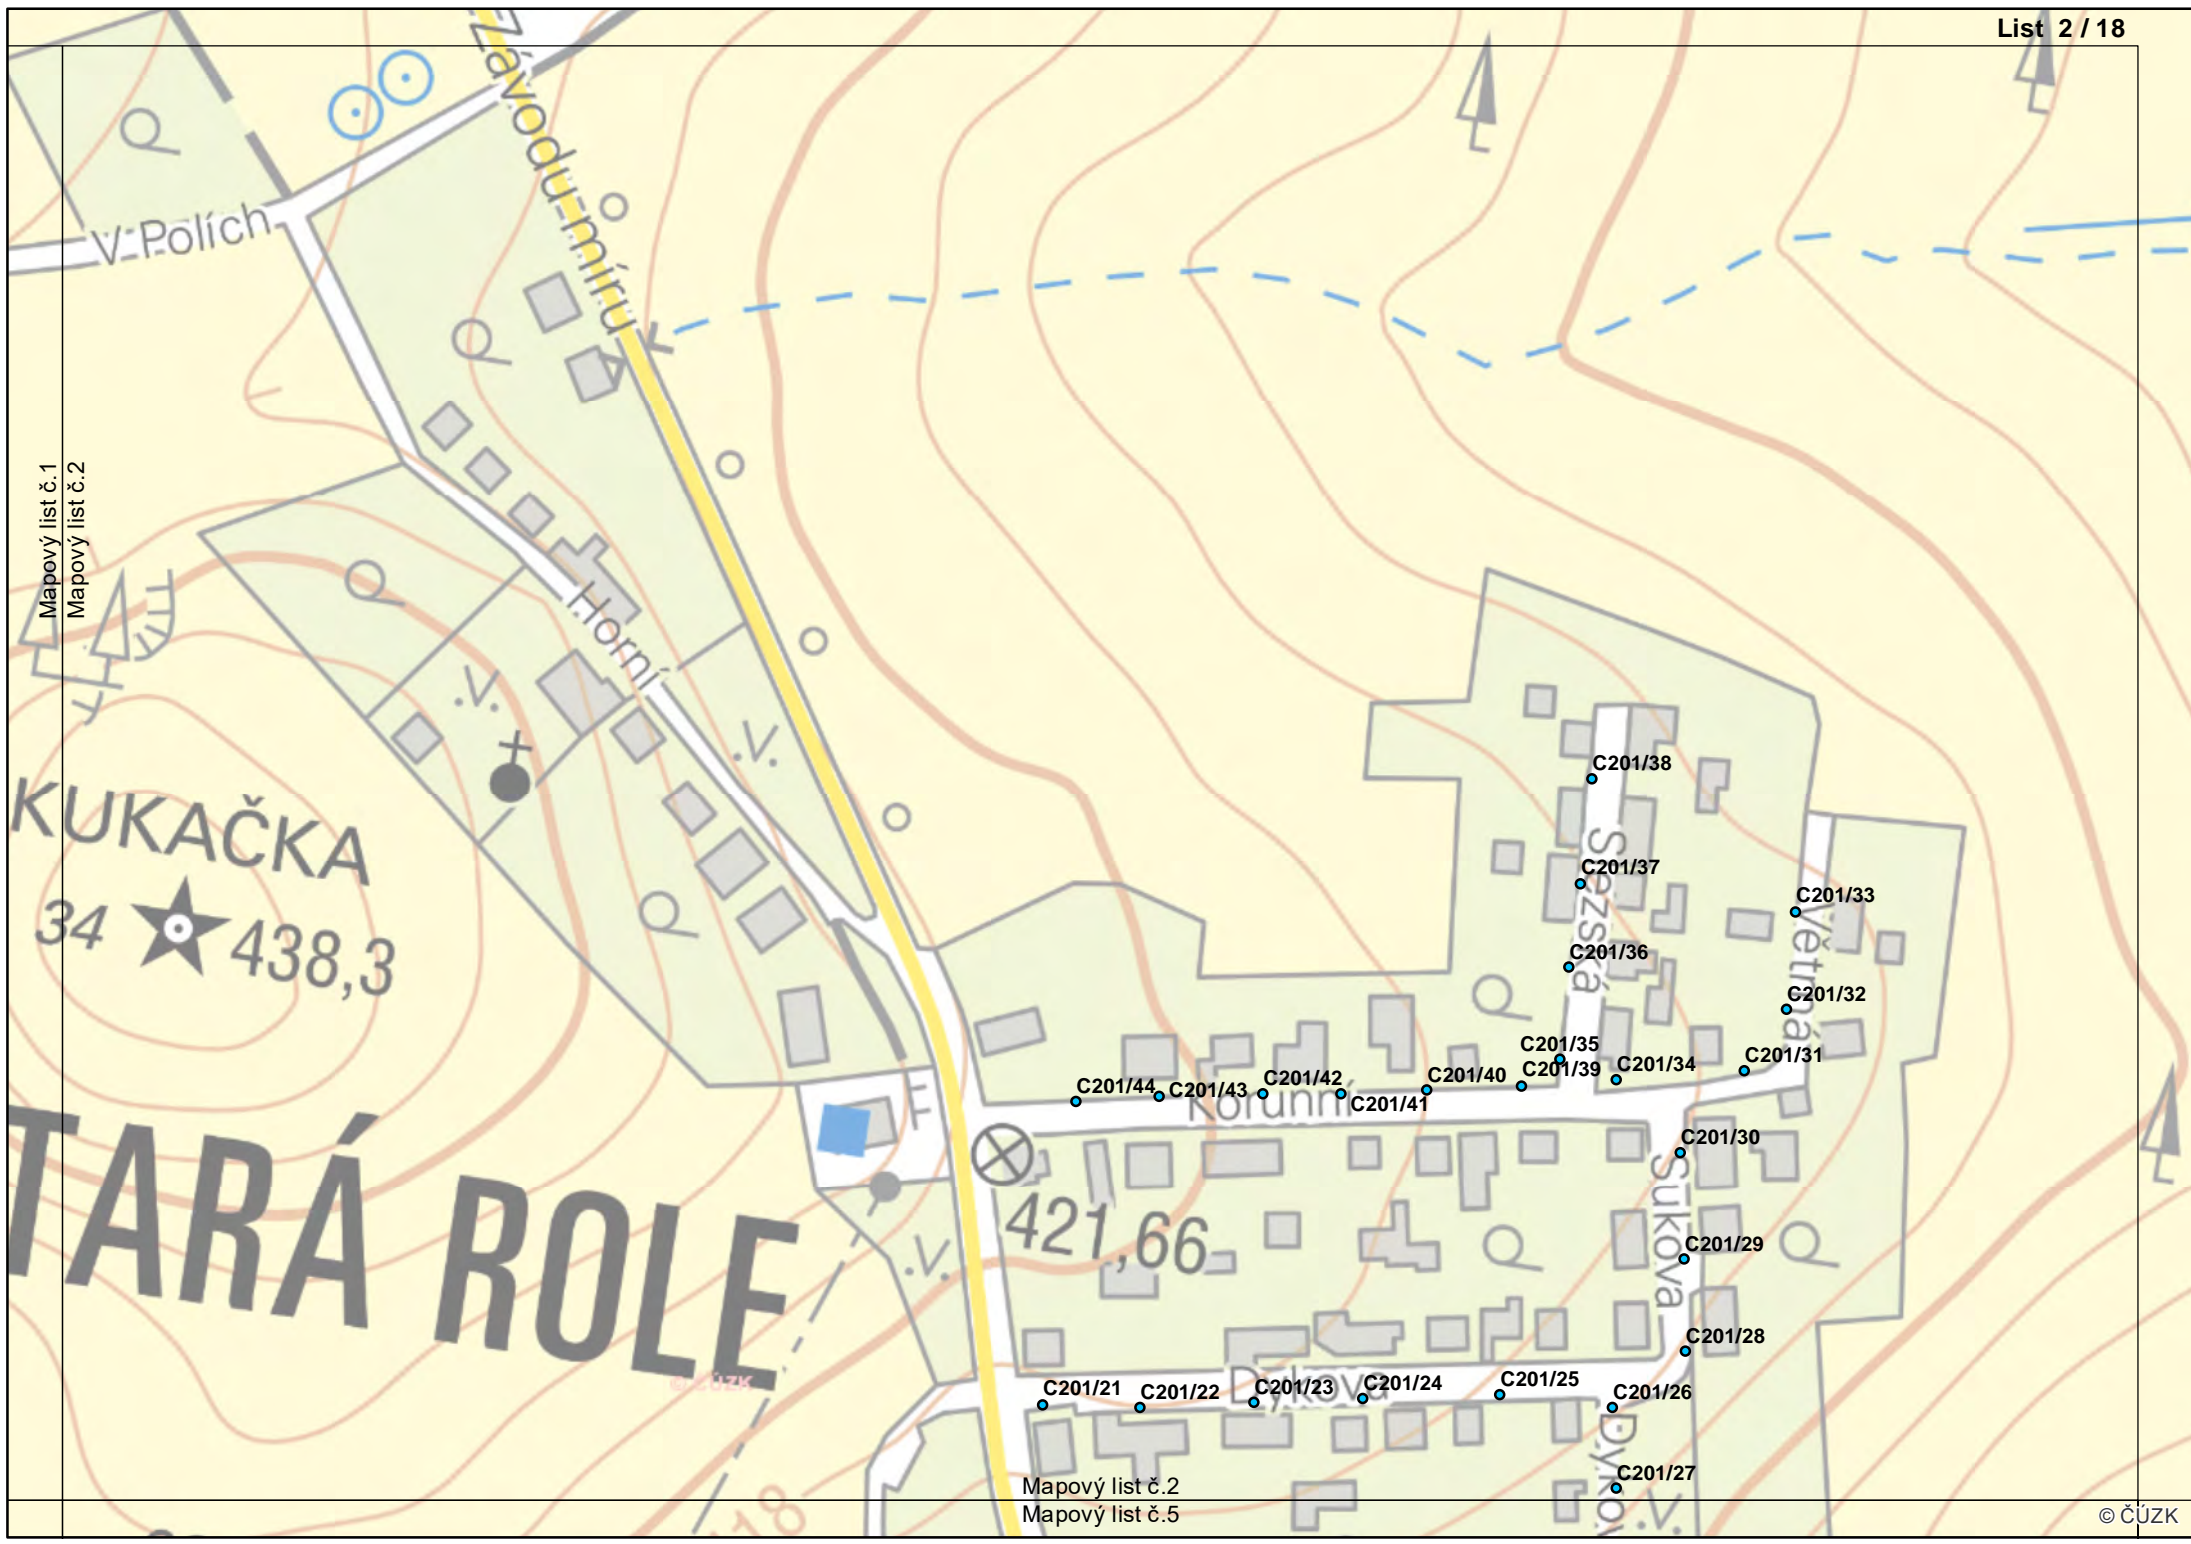 List 2 / 18
Závodu míru
V Polích
Mapový list č.1
Mapový list č.2
Horní
KUKAČKA
34
438,3
C201/38
Sezská
C201/37
C201/33
Větrná
C201/36
C201/32
C201/35
C201/31
C201/34
C201/39
C201/40
C201/44
C201/43
C201/42
C201/41
Korunní
C201/30
TARÁ ROLE
421,66
Sukova
C201/29
C201/28
© ČÚZK
C201/21
C201/22
C201/23
Dykova
C201/24
C201/25
C201/26
Dykov
C201/27
418
Mapový list č.2
Mapový list č.5
© ČÚZK